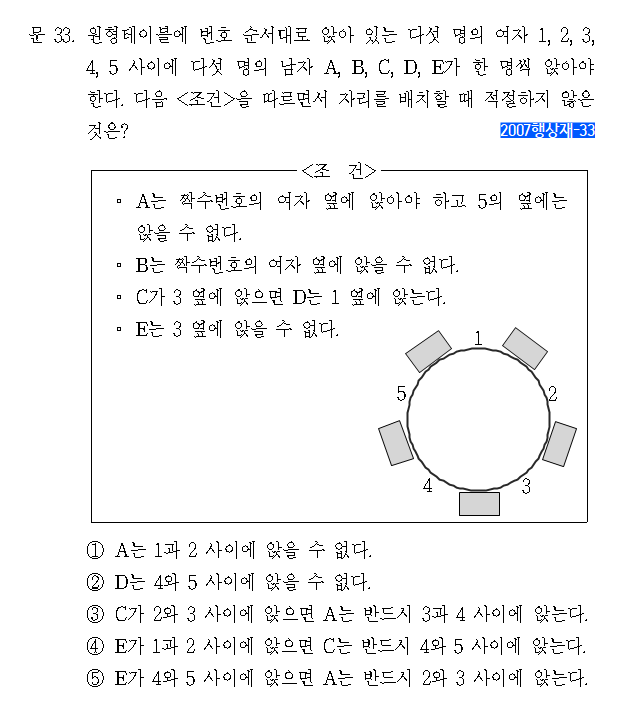 문 33. 원형테이블에 번호 순서대로 앉아 있는 다섯 명의 여자 1, 2, 3,
4, 5 사이에 다섯 명의 남자 A, B, C, D, E가 한 명씩 앉아야
한다. 다음 <조건>을 따르면서 자리를 배치할 때 적절하지 않은
것은? 2007행상재-33
<조 건>
▫ A는 짝수번호의 여자 옆에 앉아야 하고 5의 옆에는
앉을 수 없다.
▫ B는 짝수번호의 여자 옆에 앉을 수 없다.
▫ C가 3 옆에 앉으면 D는 1 옆에 앉는다.
▫ E는 3 옆에 앉을 수 없다.
1
5 2
4 3
① A는 1과 2 사이에 앉을 수 없다.
② D는 4와 5 사이에 앉을 수 없다.
③ C가 2와 3 사이에 앉으면 A는 반드시 3과 4 사이에 앉는다.
④ E가 1과 2 사이에 앉으면 C는 반드시 4와 5 사이에 앉는다.
⑤ E가 4와 5 사이에 앉으면 A는 반드시 2와 3 사이에 앉는다.